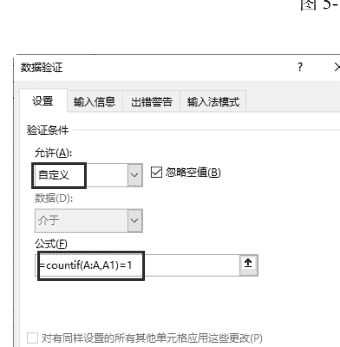 图 5-
数据验证 ? ×
设置 输入信息 出错警告 输入法模式
验证条件
允许(A):
自定义 忽略空值(B)
数据(D):
介于
公式(F)
=countif(A:A,A1)=1
对有同样设置的所有其他单元格应用这些更改(P)